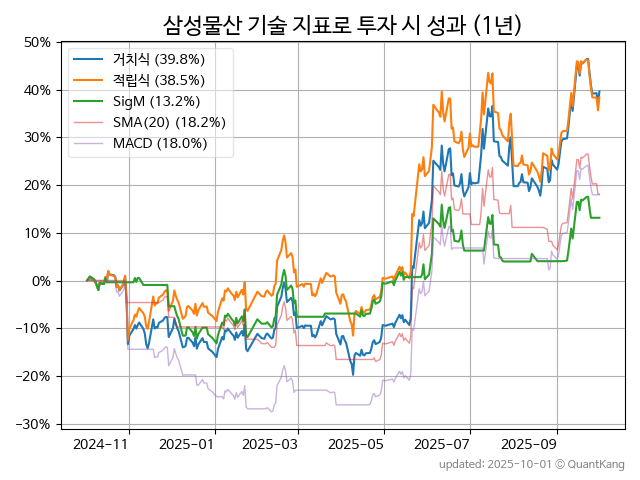 삼성물산 기술 지표로 투자 시 성과 (1년)
50%
40%
30%
20%
10%
0%
−10%
−20%
−30%
거치식 (39.8%)
적립식 (38.5%)
SigM (13.2%)
SMA(20) (18.2%)
MACD (18.0%)
2024-11
2025-01
2025-03
2025-05
2025-07
2025-09
updated: 2025-10-01 © QuantKang